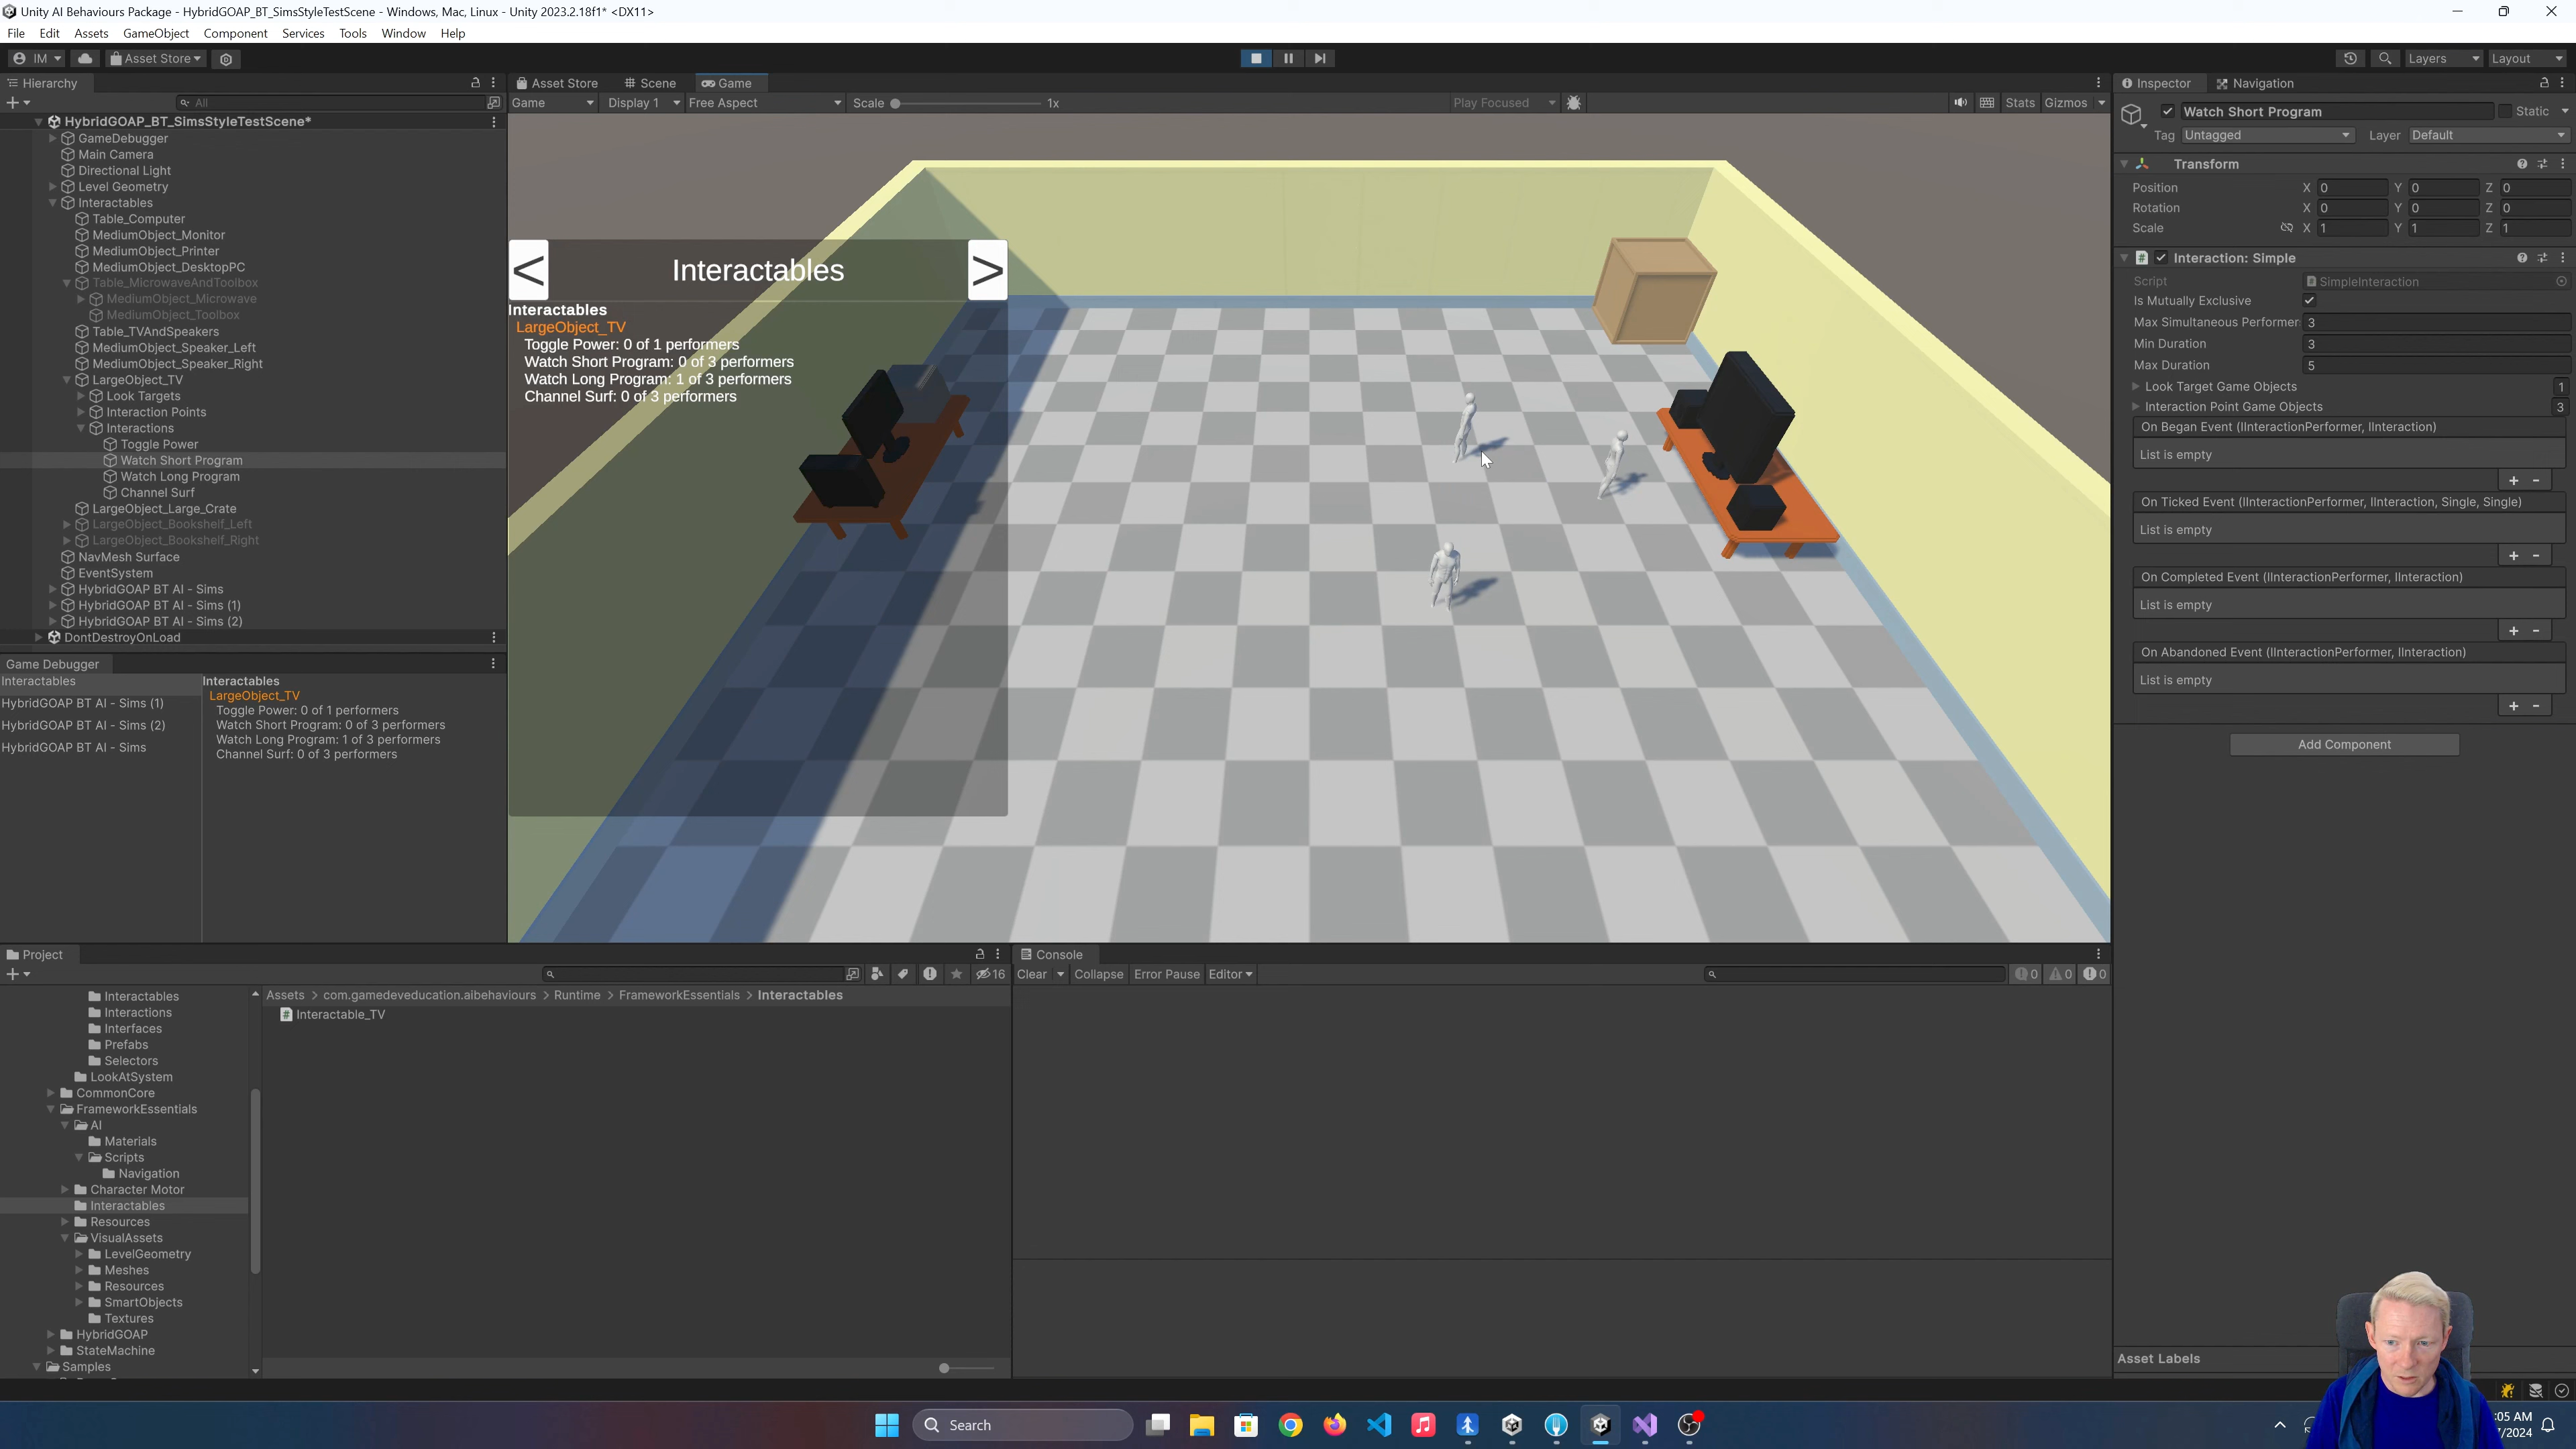 Unity AI Behaviours Package - HybridGOAP_BT_SimsStyleTestScene - Windows, Mac, Linux - Unity 2023.2.18f1* <DX11>
File Edit Assets GameObject Component Services Tools Window Help
IM Asset Store Layers Layout
Hierarchy
All
HybridGOAP_BT_SimsStyleTestScene*
GameDebugger
Main Camera
Directional Light
Level Geometry
Interactables
Table_Computer
MediumObject_Monitor
MediumObject_Printer
MediumObject_DesktopPC
Table_MicrowaveAndToolbox
MediumObject_Microwave
MediumObject_Toolbox
Table_TVAndSpeakers
MediumObject_Speaker_Left
MediumObject_Speaker_Right
LargeObject_TV
Look Targets
Interaction Points
Interactions
Toggle Power
Watch Short Program
Watch Long Program
Channel Surf
LargeObject_Large_Crate
LargeObject_Bookshelf_Left
LargeObject_Bookshelf_Right
NavMesh Surface
EventSystem
HybridGOAP BT AI - Sims
HybridGOAP BT AI - Sims (1)
HybridGOAP BT AI - Sims (2)
DontDestroyOnLoad
Game Debugger
Interactables
HybridGOAP BT AI - Sims (1)
HybridGOAP BT AI - Sims (2)
HybridGOAP BT AI - Sims
Interactables
LargeObject_TV
Toggle Power: 0 of 1 performers
Watch Short Program: 0 of 3 performers
Watch Long Program: 1 of 3 performers
Channel Surf: 0 of 3 performers
Asset Store Scene Game
Game Display 1 Free Aspect Scale 1x Play Focused Stats Gizmos
< Interactables >
Interactables
LargeObject_TV
Toggle Power: 0 of 1 performers
Watch Short Program: 0 of 3 performers
Watch Long Program: 1 of 3 performers
Channel Surf: 0 of 3 performers
Inspector Navigation
Watch Short Program Static
Tag Untagged Layer Default
Transform
Position X 0 Y 0 Z 0
Rotation X 0 Y 0 Z 0
Scale X 1 Y 1 Z 1
# Interaction: Simple
Script SimpleInteraction
Is Mutually Exclusive
Max Simultaneous Performer 3
Min Duration 3
Max Duration 5
Look Target Game Objects 1
Interaction Point Game Objects 3
On Began Event (IInteractionPerformer, IInteraction)
List is empty
+ -
On Ticked Event (IInteractionPerformer, IInteraction, Single, Single)
List is empty
+ -
On Completed Event (IInteractionPerformer, IInteraction)
List is empty
+ -
On Abandoned Event (IInteractionPerformer, IInteraction)
List is empty
+ -
Add Component
Asset Labels
Project
16
Interactables
Interactions
Interfaces
Prefabs
Selectors
LookAtSystem
CommonCore
FrameworkEssentials
AI
Materials
Scripts
Navigation
Character Motor
Interactables
Resources
VisualAssets
LevelGeometry
Meshes
Resources
SmartObjects
Textures
HybridGOAP
StateMachine
Samples
Assets > com.gamedeveducation.aibehaviours > Runtime > FrameworkEssentials > Interactables
# Interactable_TV
Console
Clear Collapse Error Pause Editor 0 0 0
Search
:05 AM
/2024